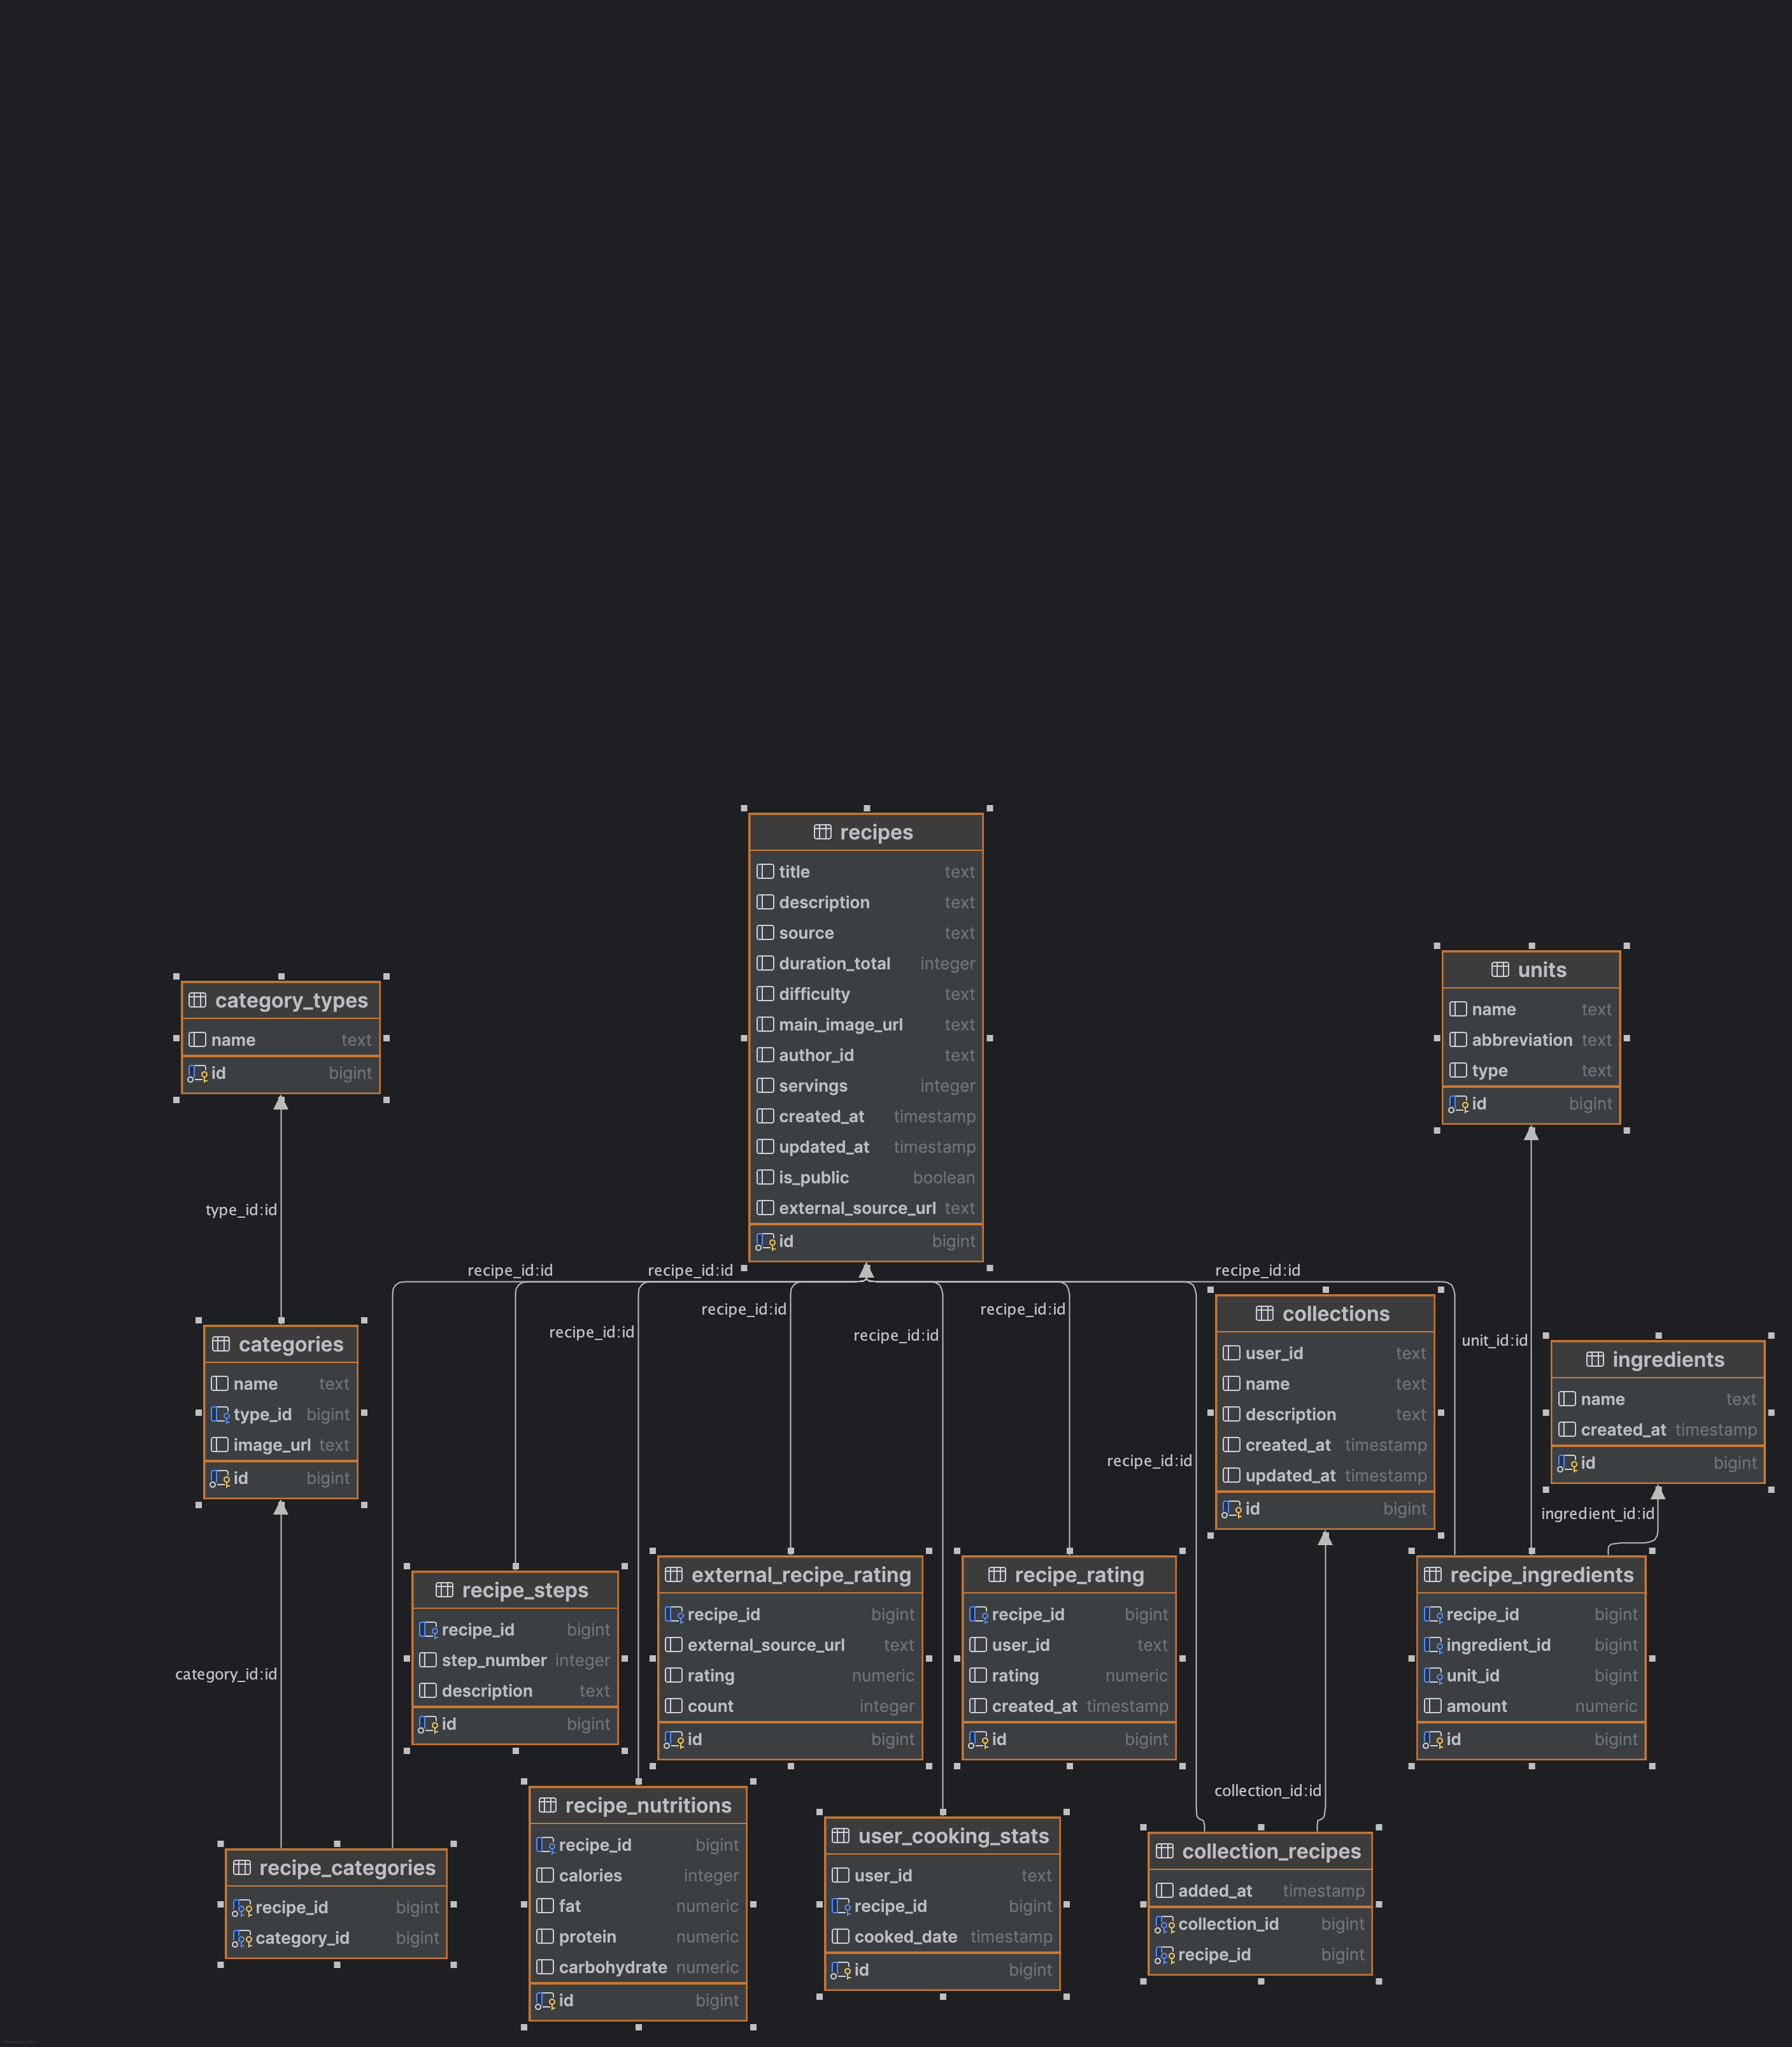 recipes
title text
description text
source text
duration_total integer
difficulty text
main_image_url text
author_id text
servings integer
created_at timestamp
updated_at timestamp
is_public boolean
external_source_url text
id bigint
units
name text
abbreviation text
type text
id bigint
category_types
name text
id bigint
type_id:id
recipe_id:id
recipe_id:id
recipe_id:id
recipe_id:id
recipe_id:id
recipe_id:id
recipe_id:id
recipe_id:id
unit_id:id
collections
user_id text
name text
description text
created_at timestamp
updated_at timestamp
id bigint
categories
name text
type_id bigint
image_url text
id bigint
ingredients
name text
created_at timestamp
id bigint
ingredient_id:id
category_id:id
recipe_steps
recipe_id bigint
step_number integer
description text
id bigint
external_recipe_rating
recipe_id bigint
external_source_url text
rating numeric
count integer
id bigint
recipe_rating
recipe_id bigint
user_id text
rating numeric
created_at timestamp
id bigint
recipe_ingredients
recipe_id bigint
ingredient_id bigint
unit_id bigint
amount numeric
id bigint
collection_id:id
recipe_categories
recipe_id bigint
category_id bigint
recipe_nutritions
recipe_id bigint
calories integer
fat numeric
protein numeric
carbohydrate numeric
id bigint
user_cooking_stats
user_id text
recipe_id bigint
cooked_date timestamp
id bigint
collection_recipes
added_at timestamp
collection_id bigint
recipe_id bigint